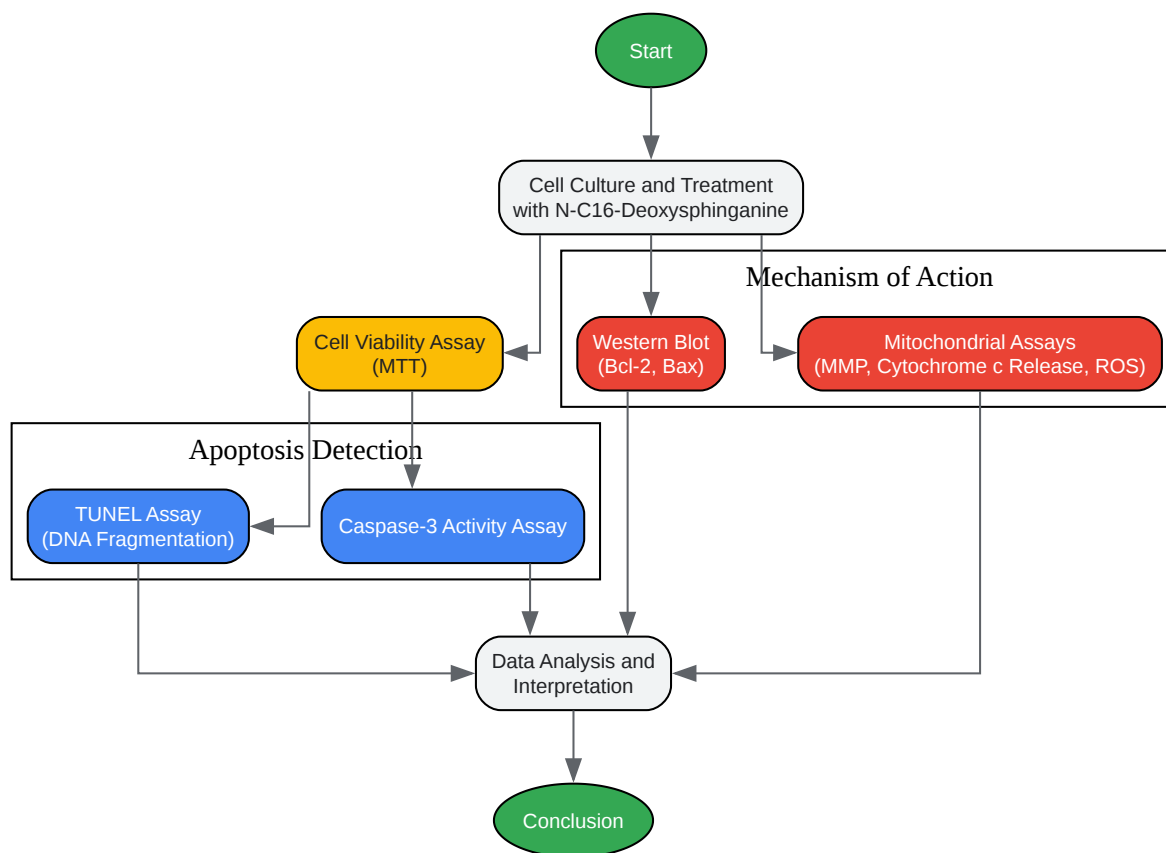 Start
Cell Culture and Treatment
with N-C16-Deoxysphinganine
Mechanism of Action
Cell Viability Assay
(MTT)
Western Blot
(Bcl-2, Bax)
Mitochondrial Assays
(MMP, Cytochrome c Release, ROS)
Apoptosis Detection
TUNEL Assay
(DNA Fragmentation)
Caspase-3 Activity Assay
Data Analysis and
Interpretation
Conclusion